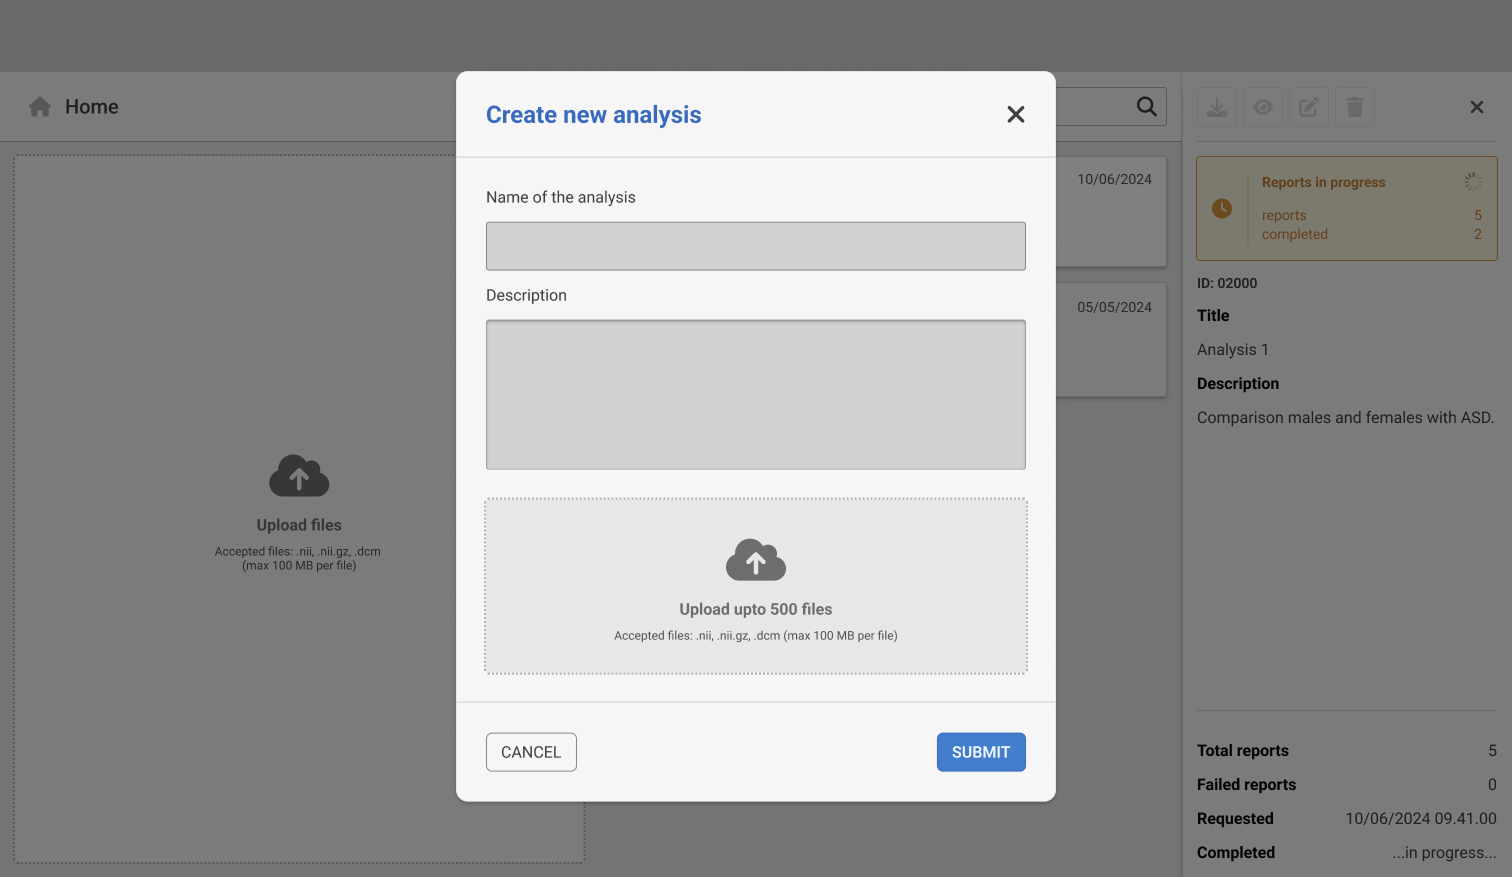 Home
Create new analysis
Name of the analysis
Description
Upload upto 500 files
Accepted files: .nii, .nii.gz, .dcm (max 100 MB per file)
CANCEL
SUBMIT
Upload files
Accepted files: .nii, .nii.gz, .dcm
(max 100 MB per file)
10/06/2024
05/05/2024
Reports in progress
reports 5
completed 2
ID: 02000
Title
Analysis 1
Description
Comparison males and females with ASD.
Total reports 5
Failed reports 0
Requested 10/06/2024 09.41.00
Completed ...in progress...